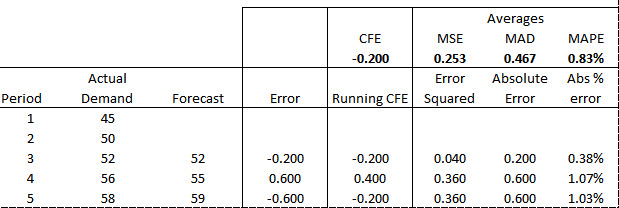 Averages
CFE MSE MAD MAPE
-0.200 0.253 0.467 0.83%
Actual Error Absolute Abs %
Period Demand Forecast Error Running CFE Squared Error error
1 45
2 50
3 52 52 -0.200 -0.200 0.040 0.200 0.38%
4 56 55 0.600 0.400 0.360 0.600 1.07%
5 58 59 -0.600 -0.200 0.360 0.600 1.03%